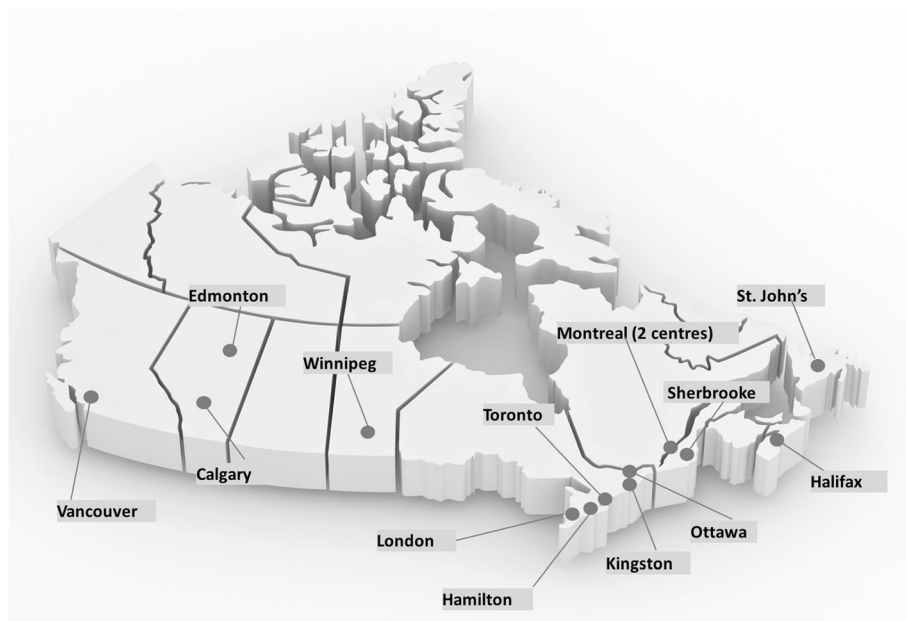 Edmonton
St. John’s
Montreal (2 centres)
Winnipeg
Sherbrooke
Toronto
Calgary
Halifax
Vancouver
Ottawa
London
Kingston
Hamilton